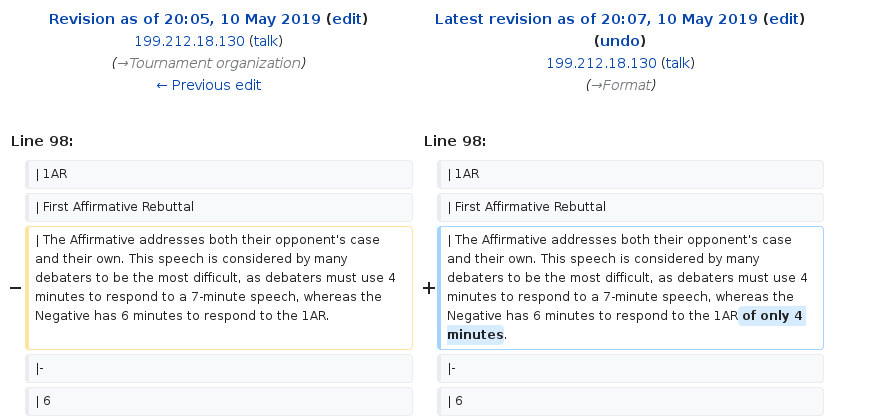 Revision as of 20:05, 10 May 2019 (edit)
199.212.18.130 (talk)
(→Tournament organization)
← Previous edit
Latest revision as of 20:07, 10 May 2019 (edit)
(undo)
199.212.18.130 (talk)
(→Format)
Line 98:
Line 98:
| 1AR
| 1AR
| First Affirmative Rebuttal
| First Affirmative Rebuttal
−
| The Affirmative addresses both their opponent's case
and their own. This speech is considered by many
debaters to be the most difficult, as debaters must use 4
minutes to respond to a 7-minute speech, whereas the
Negative has 6 minutes to respond to the 1AR.
+
| The Affirmative addresses both their opponent's case
and their own. This speech is considered by many
debaters to be the most difficult, as debaters must use 4
minutes to respond to a 7-minute speech, whereas the
Negative has 6 minutes to respond to the 1AR of only 4
minutes.
|-
|-
| 6
| 6